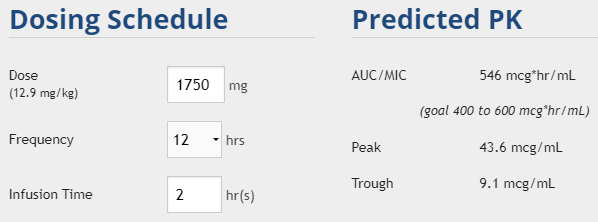 Dosing Schedule
Dose
(12.9 mg/kg)
1750 mg
Frequency
12 hrs
Infusion Time
2 hr(s)
Predicted PK
AUC/MIC 546 mcg*hr/mL
(goal 400 to 600 mcg*hr/mL)
Peak 43.6 mcg/mL
Trough 9.1 mcg/mL